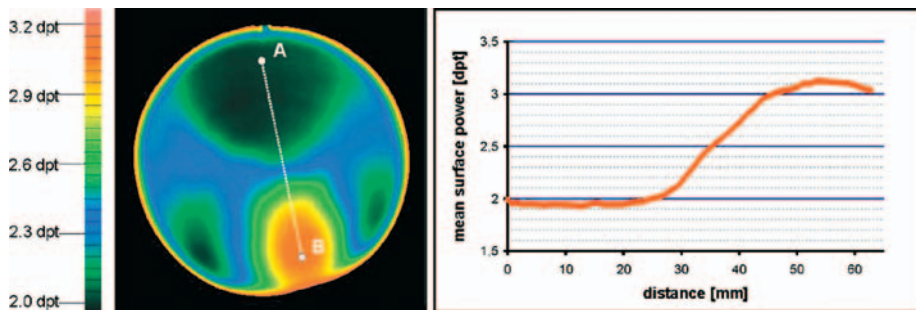 3.2 dpt
2.9 dpt
2.6 dpt
2.3 dpt
2.0 dpt
A
B
mean surface power [dpt]
3.5
3
2.5
2
1.5
0 10 20 30 40 50 60
distance [mm]